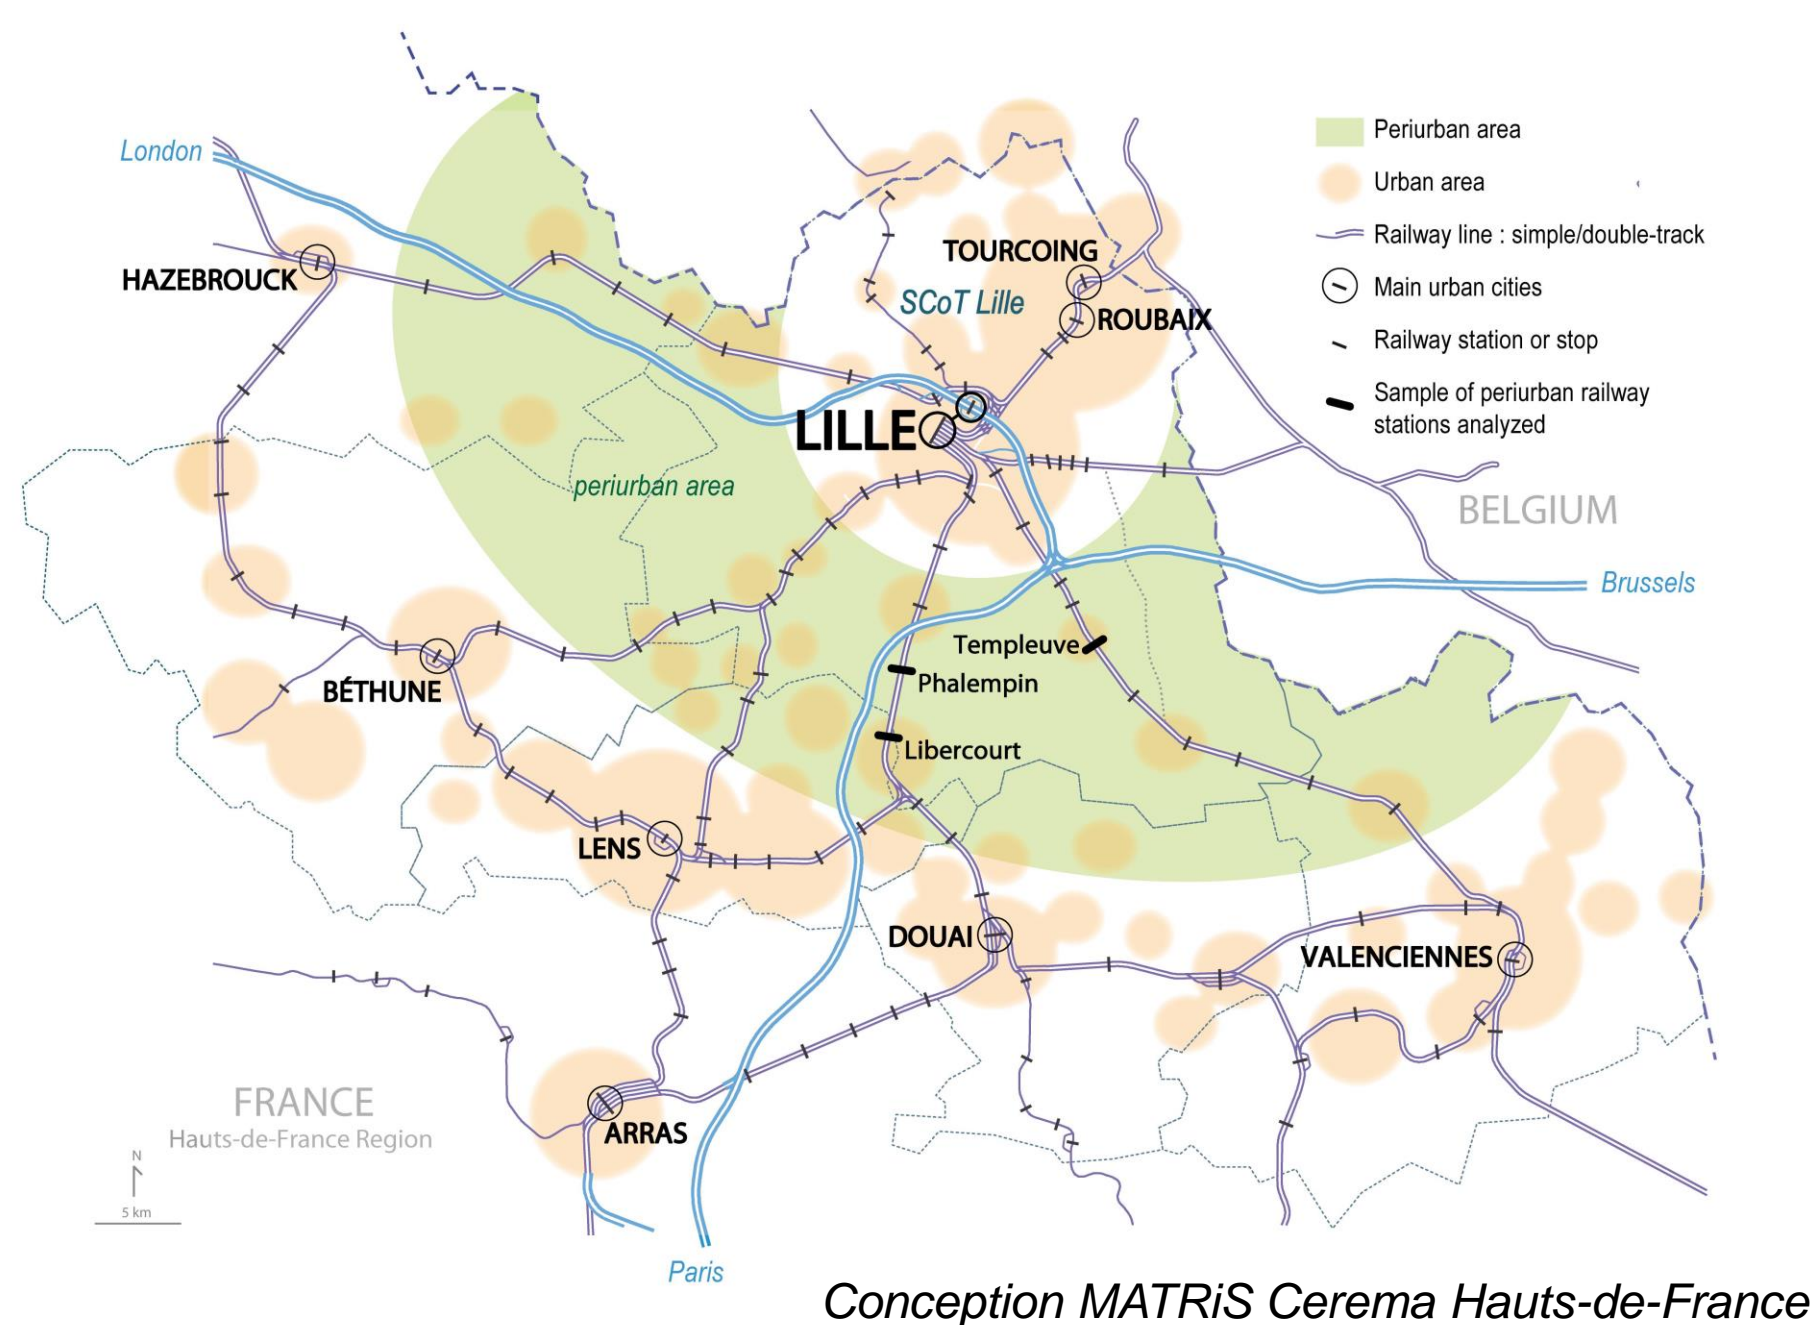 London
HAZEBROUCK
TOURCOING
SCoT Lille
ROUBAIX
Periurban area
Urban area
Railway line : simple/double-track
Main urban cities
Railway station or stop
Sample of periurban railway
stations analyzed
LILLE
periurban area
BELGIUM
Brussels
Templeuve
Phalempin
BÉTHUNE
Libercourt
LENS
DOUAI
VALENCIENNES
FRANCE
Hauts-de-France Region
ARRAS
N
5 km
Paris
Conception MATRiS Cerema Hauts-de-France